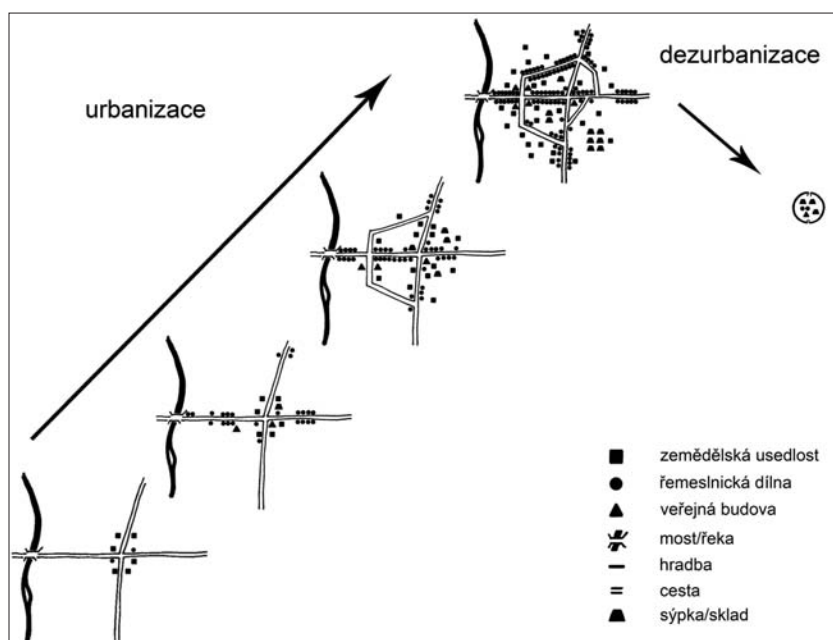 urbanizace
dezurbanizace
zemědělská usedlost
řemeslnická dílna
veřejná budova
most/řeka
hradba
cesta
sýpka/sklad